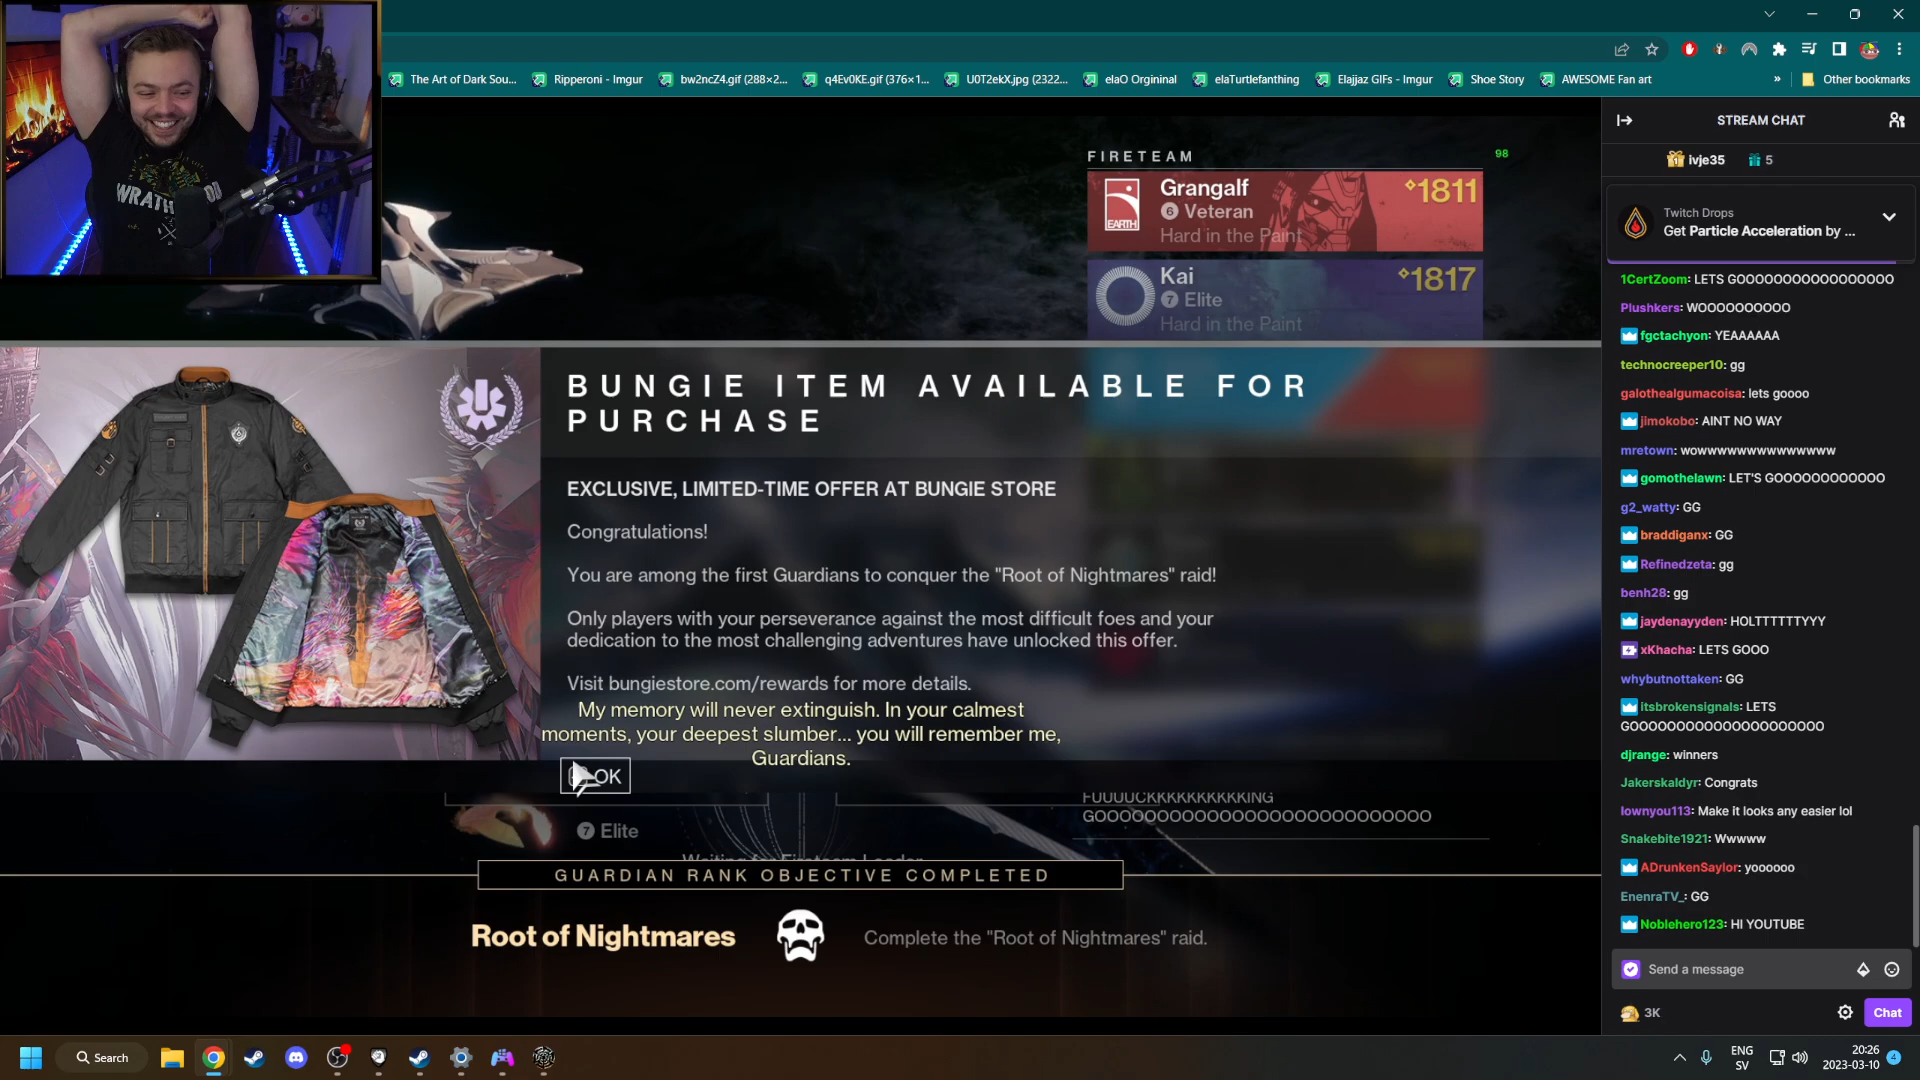 The Art of Dark Sou...
Ripperoni - Imgur
bw2ncZ4.gif (288×2...
q4Ev0KE.gif (376×1...
U0T2ekX.jpg (2322...
elaO Orgininal
elaTurtlefanthing
Elajjaz GIFs - Imgur
Shoe Story
AWESOME Fan art
»
Other bookmarks
FIRETEAM
98
EARTH
Grangalf
1811
6 Veteran
Hard in the Paint
Kai
1817
7 Elite
Hard in the Paint
BUNGIE ITEM AVAILABLE FOR
PURCHASE
EXCLUSIVE, LIMITED-TIME OFFER AT BUNGIE STORE
Congratulations!
You are among the first Guardians to conquer the "Root of Nightmares" raid!
Only players with your perseverance against the most difficult foes and your
dedication to the most challenging adventures have unlocked this offer.
Visit bungiestore.com/rewards for more details.
My memory will never extinguish. In your calmest
moments, your deepest slumber... you will remember me,
Guardians.
OK
7 Elite
Waiting for Fireteam Leader
FUUUUCKKKKKKKKKKING
GUARDIAN RANK OBJECTIVE COMPLETED
Root of Nightmares
Complete the "Root of Nightmares" raid.
STREAM CHAT
ivje35
5
Twitch Drops
Get Particle Acceleration by ...
1CertZoom: LETS GOOOOOOOOOOOOOOOOO
Plushkers: WOOOOOOOOOO
fgctachyon: YEAAAAAA
technocreeper10: gg
galothealgumacoisa: lets goooo
jimokobo: AINT NO WAY
mretown: wowwwwwwwwwwwwwww
gomothelawn: LET'S GOOOOOOOOOOOO
g2_watty: GG
braddiganx: GG
Refinedzeta: gg
benh28: gg
jaydenayyden: HOLTTTTTTYYY
xKhacha: LETS GOOO
whybutnottaken: GG
itsbrokensignals: LETS
GOOOOOOOOOOOOOOOOOOOOO
djrange: winners
Jakerskaldyr: Congrats
Make it looks any easier lol
Snakebite1921: Wwwww
ADrunkenSaylor: yoooooo
EnenraTV_: GG
Noblehero123: HI YOUTUBE
Send a message
3K
Chat
Search
ENG
SV
20:26
2023-03-10
4